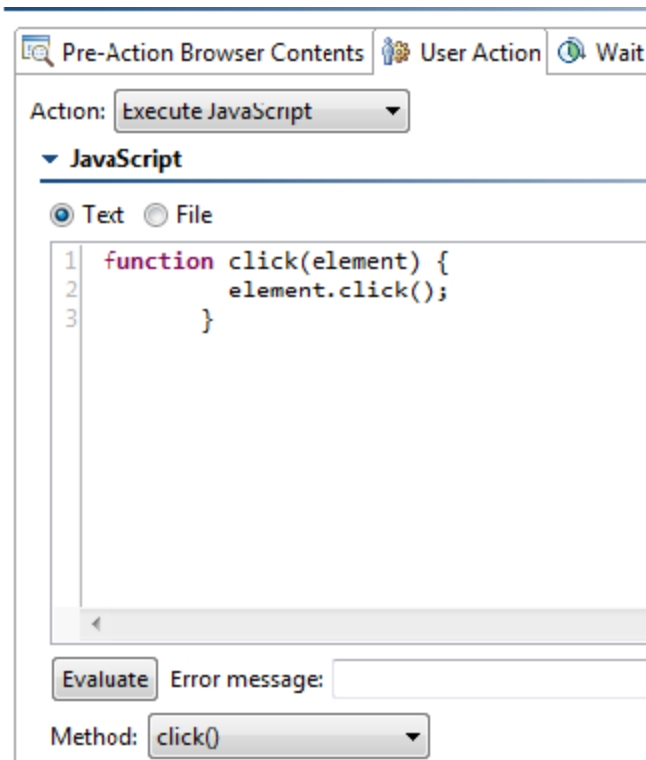 Pre-Action Browser Contents User Action Wait
Action: Execute JavaScript
JavaScript
Text File
1 function click(element) {
2 element.click();
3 }
Evaluate Error message:
Method: click()